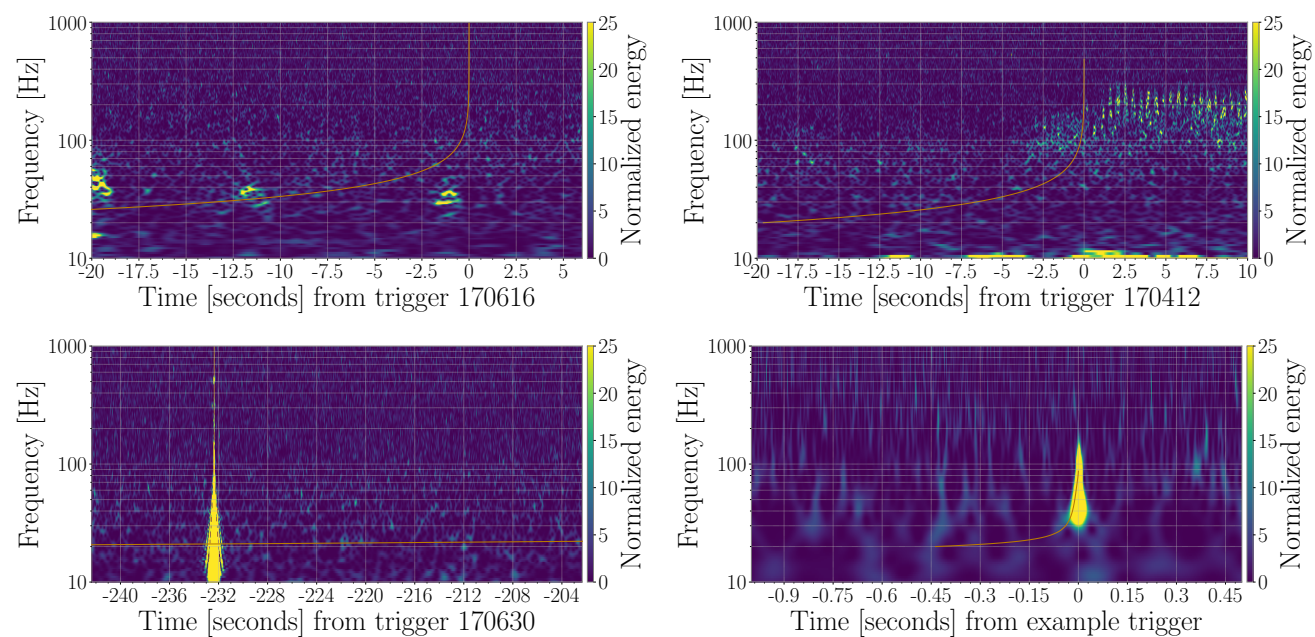 1000
100
10
Frequency [Hz]
-20 -17.5 -15 -12.5 -10 -7.5 -5 -2.5 0 2.5 5
Time [seconds] from trigger 170616
25
20
15
10
5
0
Normalized energy
1000
100
10
Frequency [Hz]
-20 -17.5 -15 -12.5 -10 -7.5 -5 -2.5 0 2.5 5 7.5 10
Time [seconds] from trigger 170412
25
20
15
10
5
0
Normalized energy
1000
100
10
Frequency [Hz]
-240 -236 -232 -228 -224 -220 -216 -212 -208 -204
Time [seconds] from trigger 170630
25
20
15
10
5
0
Normalized energy
1000
100
10
Frequency [Hz]
-0.9 -0.75 -0.6 -0.45 -0.3 -0.15 0 0.15 0.3 0.45
Time [seconds] from example trigger
25
20
15
10
5
0
Normalized energy